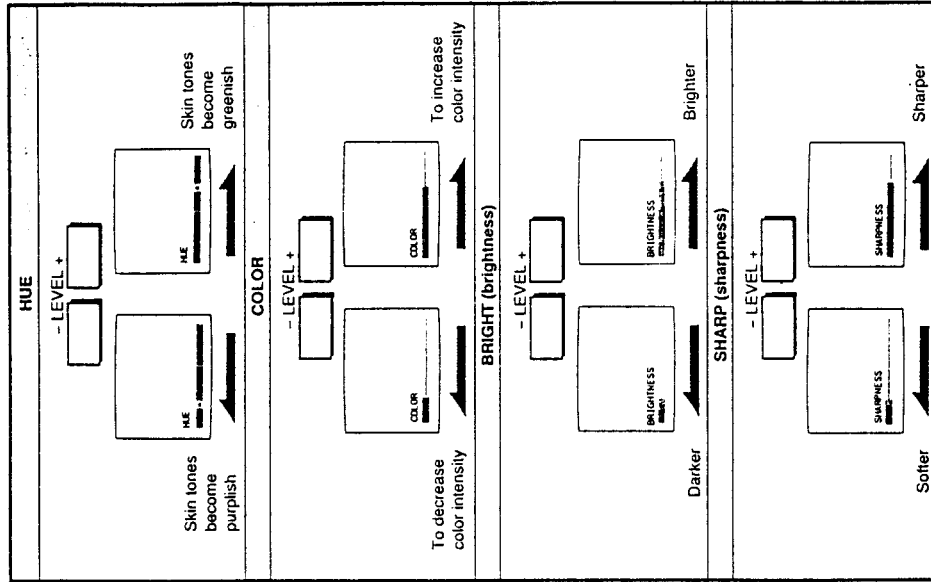 HUE
– LEVEL +
HUE
HUE
Skin tones
become
purplish
Skin tones
become
greenish
COLOR
– LEVEL +
COLOR
COLOR
To decrease
color intensity
To increase
color intensity
BRIGHT (brightness)
– LEVEL +
BRIGHTNESS
BRIGHTNESS
Darker
Brighter
SHARP (sharpness)
– LEVEL +
SHARPNESS
SHARPNESS
Softer
Sharper